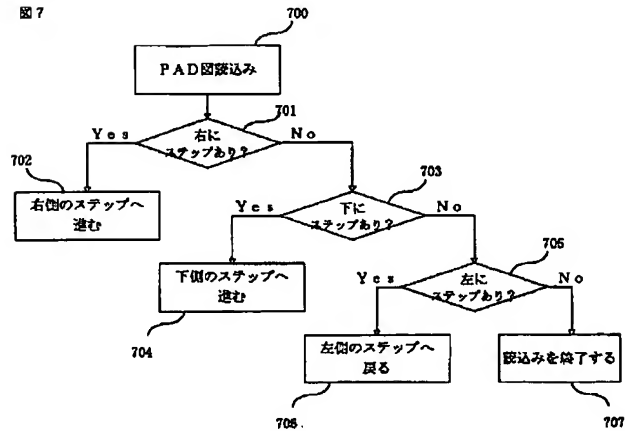 図7
700
PAD図読込み
701
Yes
右に
ステップあり?
No
702
右側のステップへ
進む
703
Yes
下に
ステップあり?
No
704
下側のステップへ
進む
705
Yes
左に
ステップあり?
No
左側のステップへ
戻る
706.
読込みを終了する
707